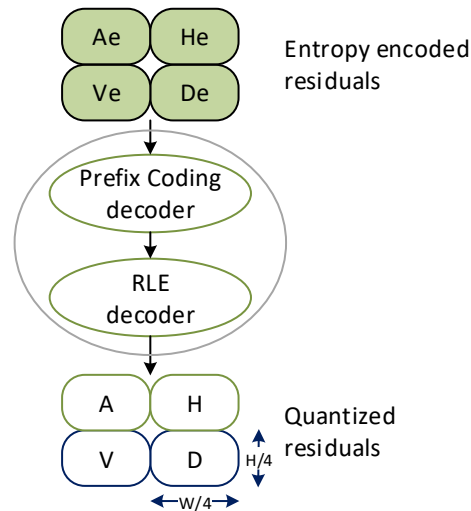 Ae He
Entropy encoded
residuals
Ve De
Prefix Coding
decoder
RLE
decoder
A H
Quantized
residuals
V D
H/4
W/4